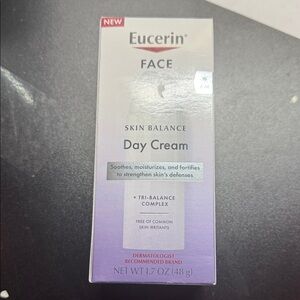 NEW
Eucerin®
FACE
SKIN BALANCE
Day Cream
Soothes, moisturizes, and fortifies
to strengthen skin's defenses
+ TRI-BALANCE
COMPLEX
FREE OF COMMON
SKIN IRRITANTS
DERMATOLOGIST
RECOMMENDED BRAND
NET WT 1.7 OZ (48 g)